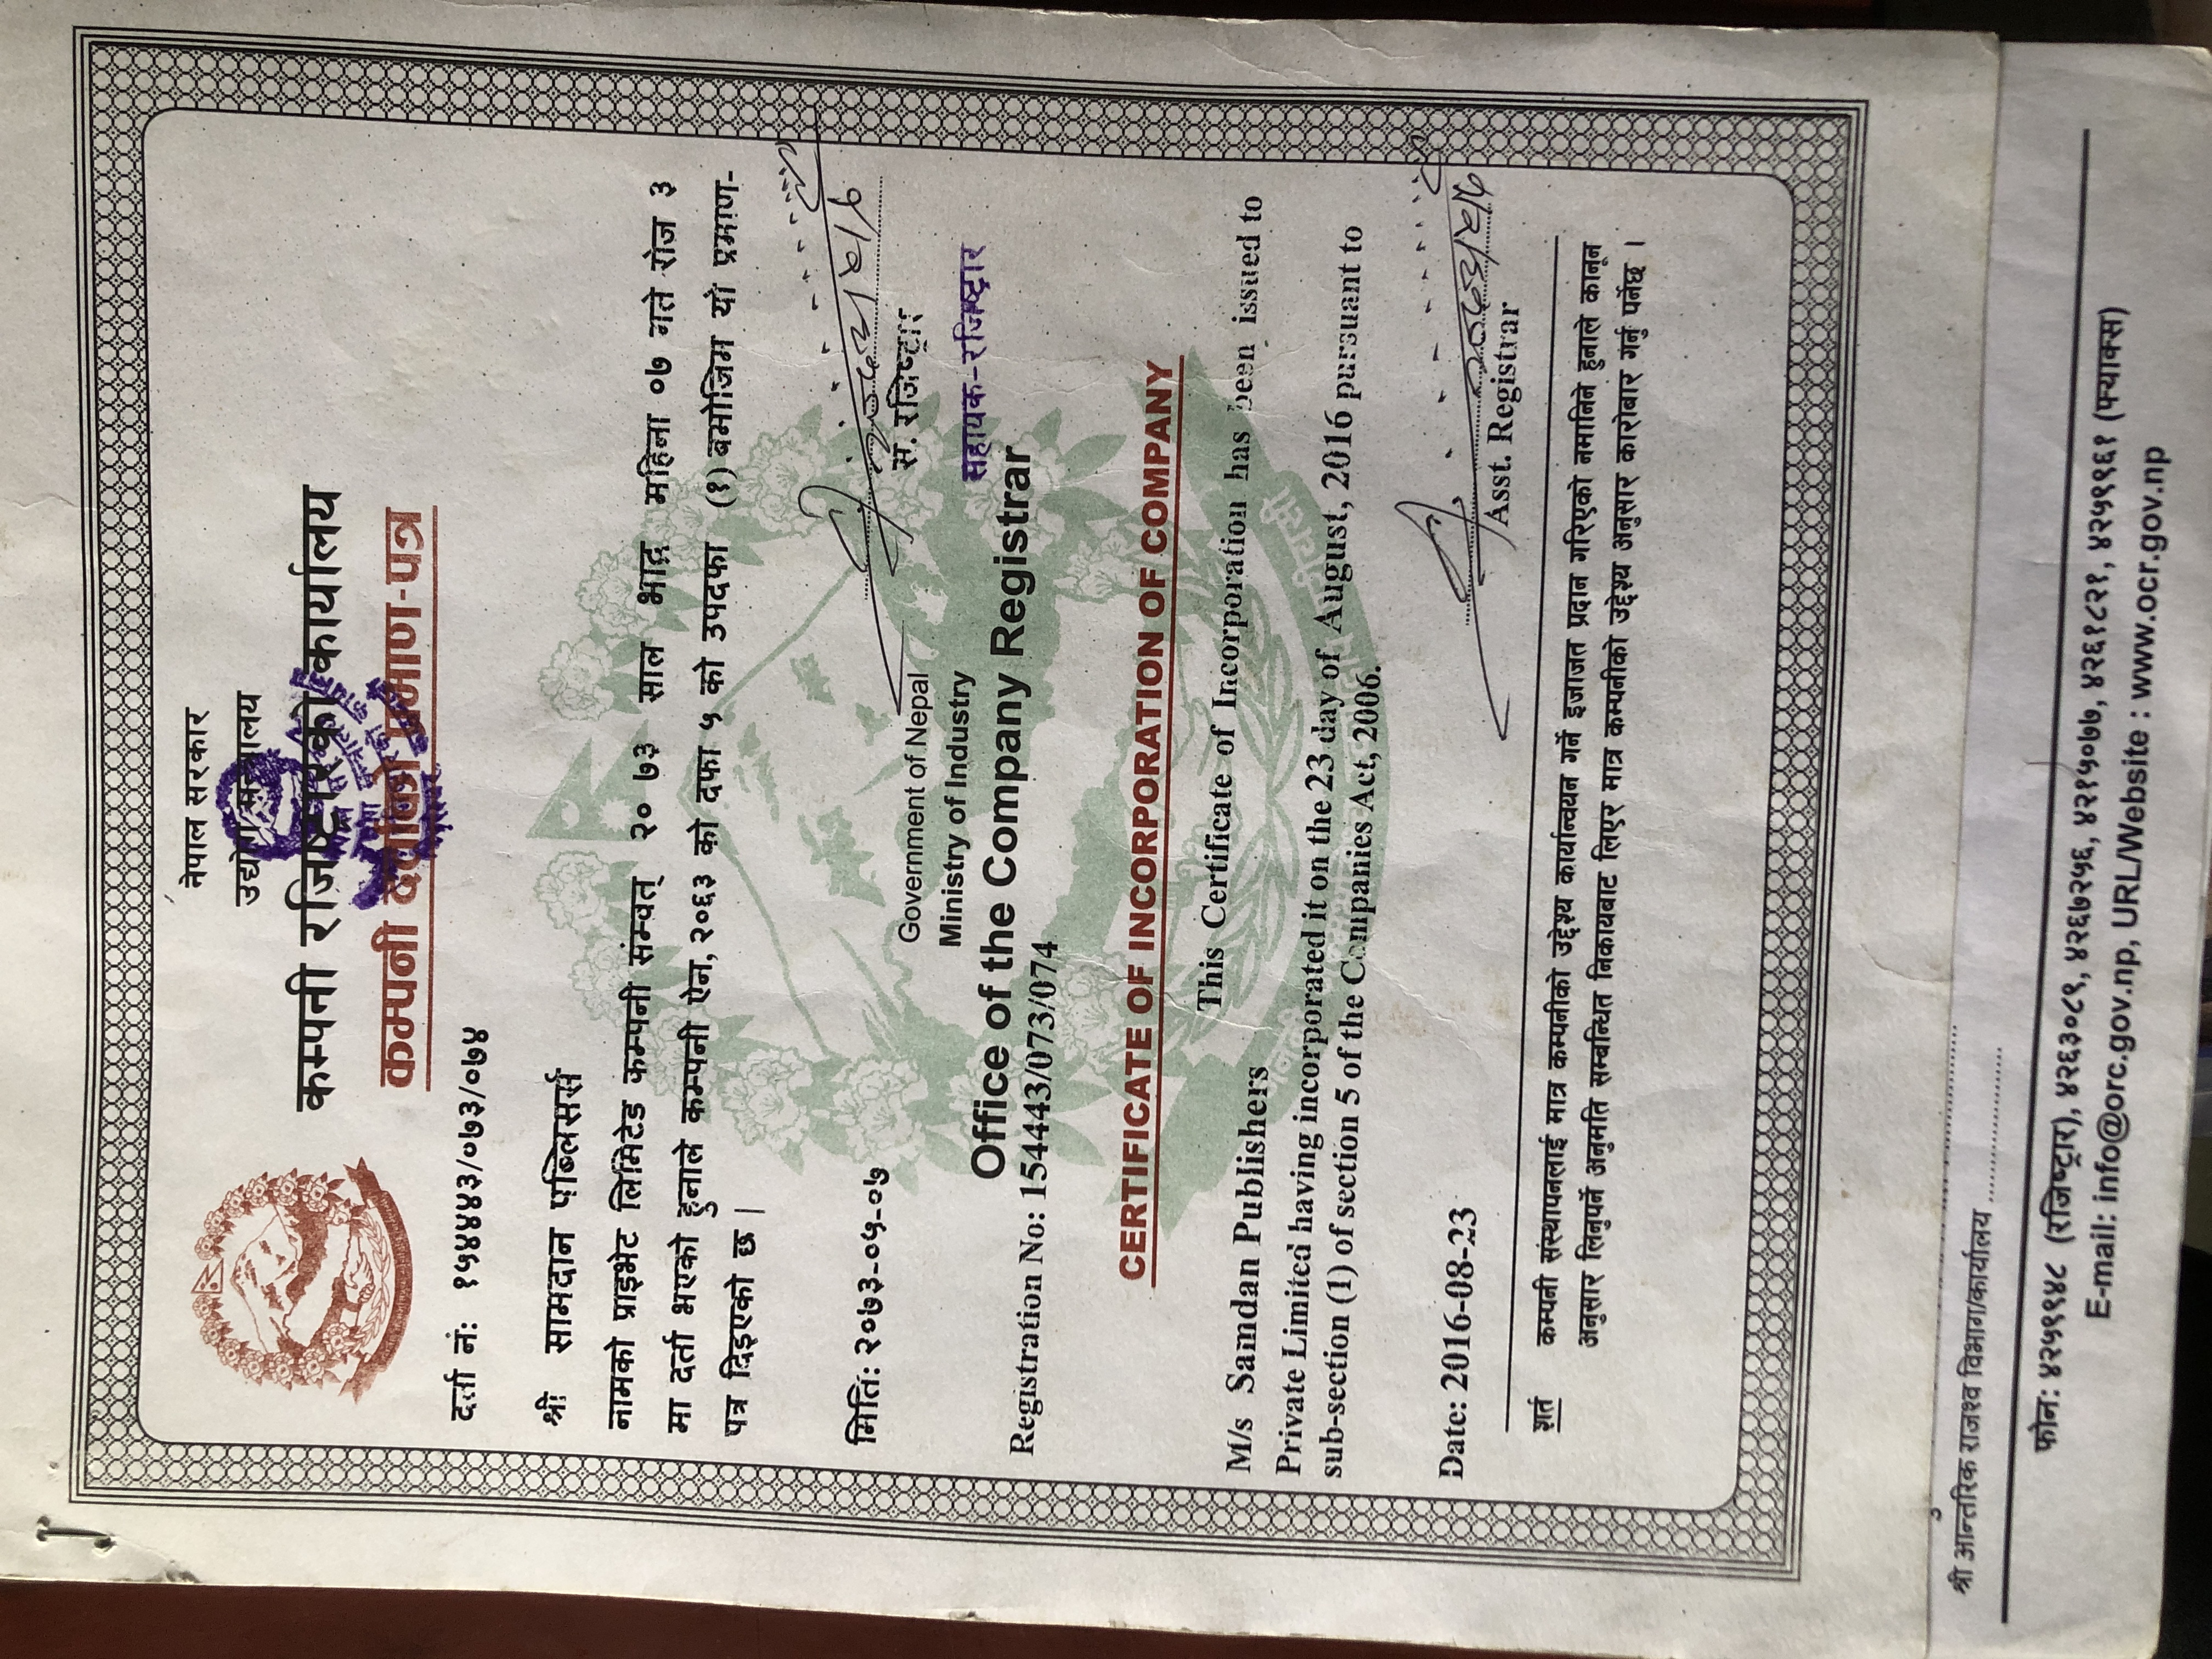 नेपाल सरकार
उद्योग मन्त्रालय
कम्पनी रजिष्ट्रारको कार्यालय
कम्पनी दर्ताको प्रमाण-पत्र
दर्ता नं: १५४४४३/०७३/०७४
श्री सामदान पब्लिसर्स
नामको प्राइभेट लिमिटेड कम्पनी संम्वत् २० ७३ साल भाद्र महिना ०७ गते रोज ३
मा दर्ता भएको हुनाले कम्पनी ऐन, २०६३ को दफा ५ को उपदफा (१) बमोजिम यो प्रमाण-
पत्र दिइएको छ |
मिति: २०७३-०५-०७
स. रजिष्ट्रार
सहायक-रजिष्ट्रार
Government of Nepal
Ministry of Industry
Office of the Company Registrar
Registration No: 154443/073/074
CERTIFICATE OF INCORPORATION OF COMPANY
This Certificate of Incorporation has been issued to
M/s Samdan Publishers
Private Limited having incorporated it on the 23 day of August, 2016 pursuant to
sub-section (1) of section 5 of the Companies Act, 2006.
Date: 2016-08-23
Asst. Registrar
शर्त कम्पनी संस्थापनलाई मात्र कम्पनीको उद्देश्य कार्यान्वयन गर्ने इजाजत प्रदान गरिएको नमानिने हुनाले कानून
अनुसार लिनुपर्ने अनुमति सम्बन्धित निकायबाट लिएर मात्र कम्पनीको उद्देश्य अनुसार कारोबार गर्नु पर्नेछ ।
श्री आन्तरिक राजश्व विभाग/कार्यालय ....................
फोन: ४२५९९४८ (रजिष्ट्रार), ४२६३०८९, ४२६७२५६, ४२१५०७७, ४२६१८२१, ४२५९९६१ (फ्याक्स)
E-mail: info@orc.gov.np, URL/Website : www.ocr.gov.np